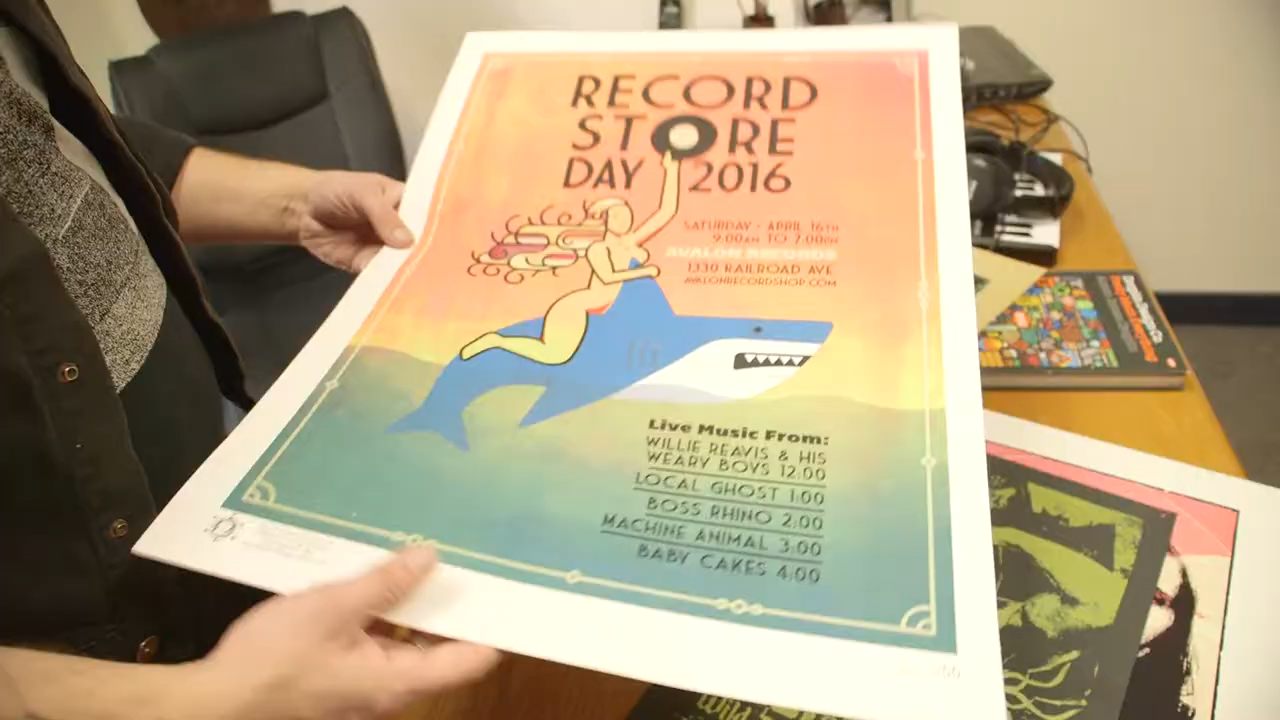 RECORD
STORE
DAY 2016
SATURDAY - APRIL 16TH
9:00AM TO 7:00PM
AVALON RECORDS
1330 RAILROAD AVE
AVALONRECORDSHOP.COM
Live Music From:
WILLIE REAVIS & HIS
WEARY BOYS 12:00
LOCAL GHOST 1:00
BOSS RHINO 2:00
MACHINE ANIMAL 3:00
BABY CAKES 4:00
Wild